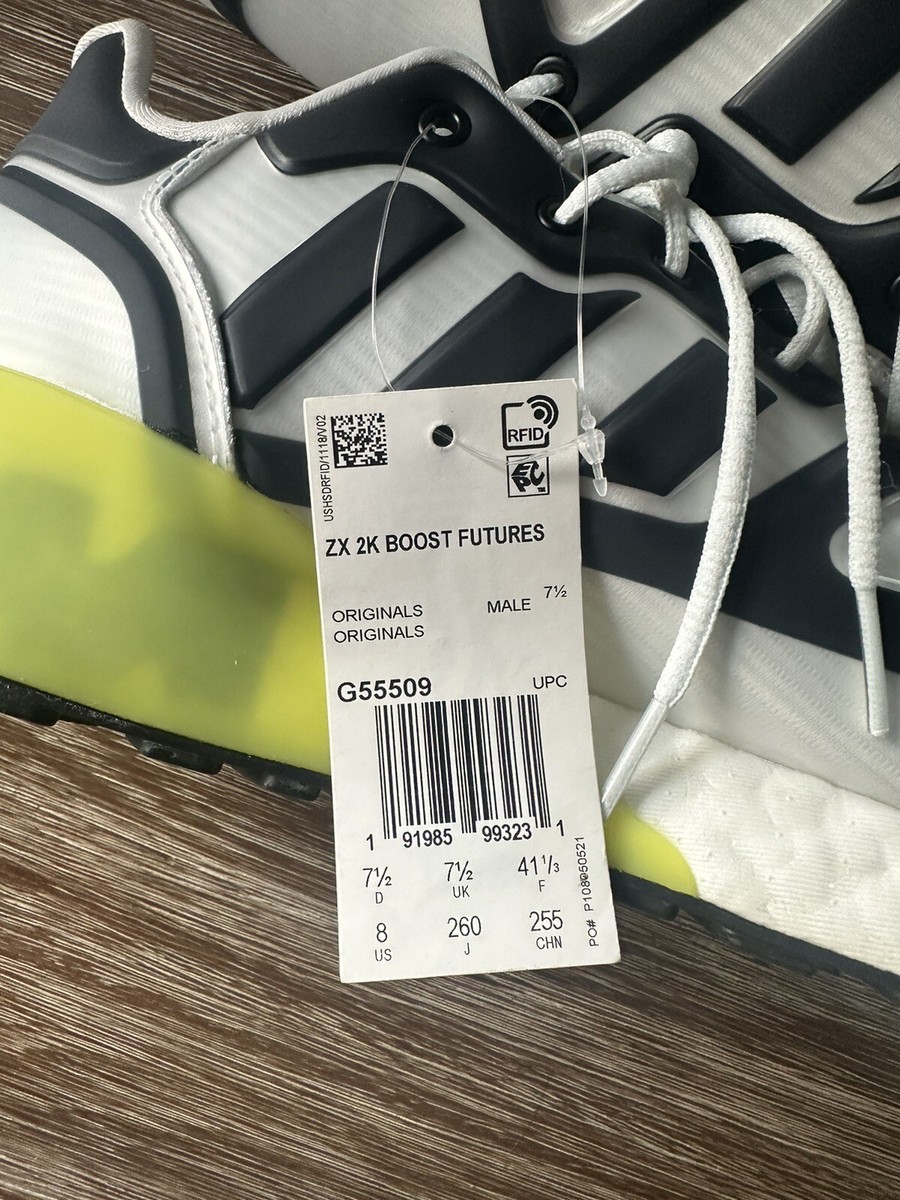 USHSDRFID/1118/V02
RFID
EPC™
ZX 2K BOOST FUTURES
7½
ORIGINALS MALE
ORIGINALS
G55509 UPC
1 91985 99323 1
7½ 7½ 41⅓
D UK F
8 260 255
US J CHN